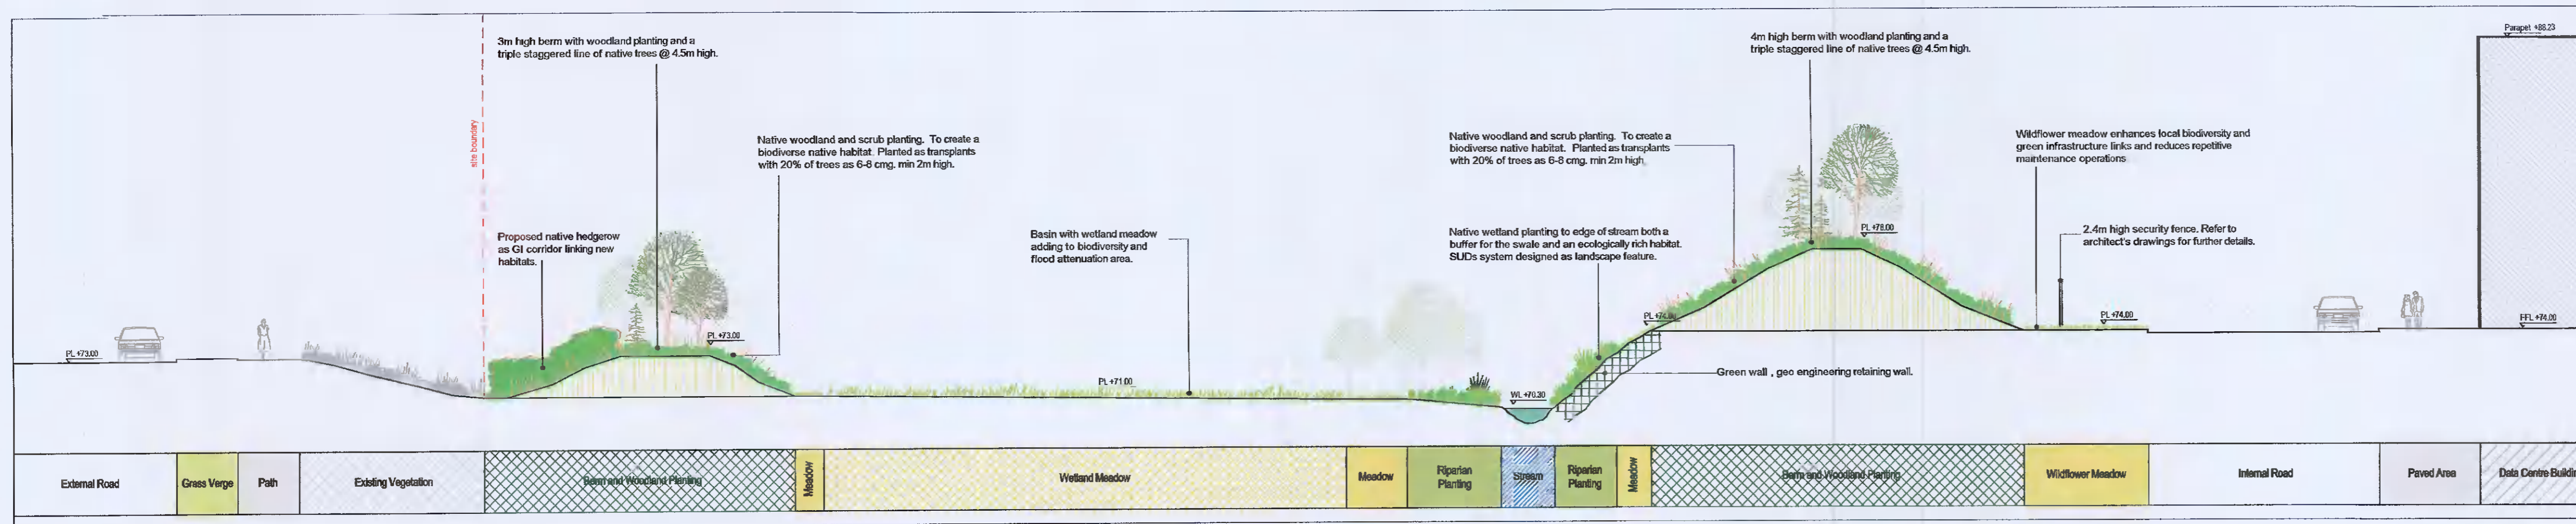 3m high berm with woodland planting and a
triple staggered line of native trees @ 4.5m high.
4m high berm with woodland planting and a
triple staggered line of native trees @ 4.5m high.
Parapet +88.23
site boundary
Native woodland and scrub planting. To create a
biodiverse native habitat. Planted as transplants
with 20% of trees as 6-8 cmg. min 2m high.
Native woodland and scrub planting. To create a
biodiverse native habitat. Planted as transplants
with 20% of trees as 6-8 cmg. min 2m high
Wildflower meadow enhances local biodiversity and
green infrastructure links and reduces repetitive
maintenance operations
Proposed native hedgerow
as GI corridor linking new
habitats.
Basin with wetland meadow
adding to biodiversity and
flood attenuation area.
Native wetland planting to edge of stream both a
buffer for the swale and an ecologically rich habitat.
SUDs system designed as landscape feature.
PL +78.00
2.4m high security fence. Refer to
architect's drawings for further details.
PL +73.00
PL +73.00
PL +71.00
WL +70.30
PL +74.00
PL +74.00
FFL +74.00
Green wall , geo engineering retaining wall.
External Road
Grass Verge
Path
Existing Vegetation
Berm and Woodland Planting
Meadow
Wetland Meadow
Meadow
Riparian
Planting
Stream
Riparian
Planting
Meadow
Berm and Woodland Planting
Wildflower Meadow
Internal Road
Paved Area
Data Centre Buildin